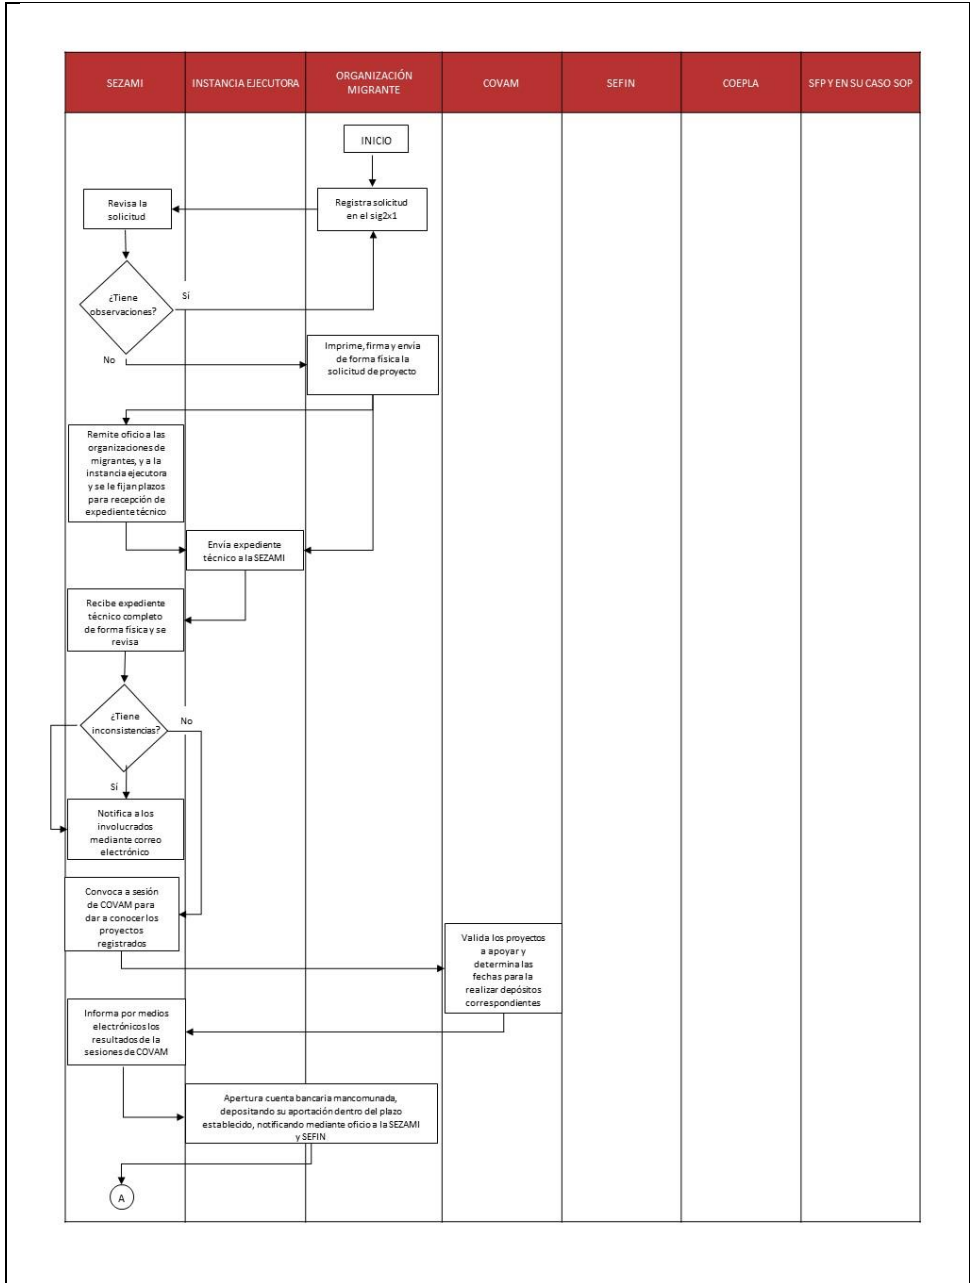 SEZAMI
INSTANCIA EJECUTORA
ORGANIZACIÓN
MIGRANTE
COVAM
SEFIN
COEPLA
SFP Y EN SU CASO SOP
INICIO
Revisa la
solicitud
Registra solicitud
en el sig2x1
¿Tiene
observaciones?
Sí
No
Imprime, firma y envía
de forma física la
solicitud de proyecto
Remite oficio a las
organizaciones de
migrantes, y a la
instancia ejecutora
y se le fijan plazos
para recepción de
expediente técnico
Envía expediente
técnico a la SEZAMI
Recibe expediente
técnico completo
de forma física y se
revisa
¿Tiene
inconsistencias?
No
Sí
Notifica a los
involucrados
mediante correo
electrónico
Convoca a sesión
de COVAM para
dar a conocer los
proyectos
registrados
Valida los proyectos
a apoyar y
determina las
fechas para la
realizar depósitos
correspondientes
Informa por medios
electrónicos los
resultados de la
sesiones de COVAM
Apertura cuenta bancaria mancomunada,
depositando su aportación dentro del plazo
establecido, notificando mediante oficio a la SEZAMI
y SEFIN
A